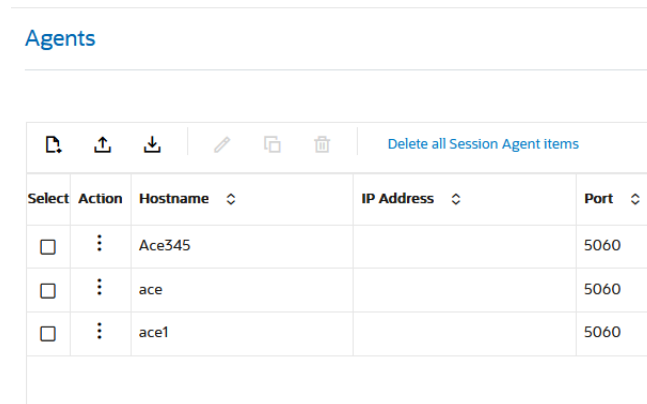 Agents
Delete all Session Agent items
Select Action Hostname IP Address Port
Ace345 5060
ace 5060
ace1 5060